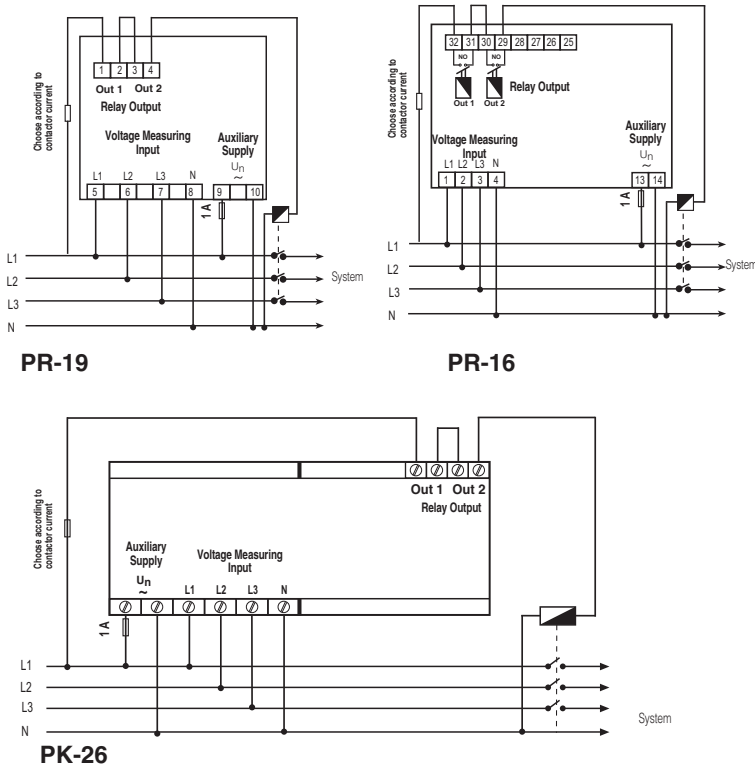 Choose according to
contactor current
1 2 3 4
Out 1 Out 2
Relay Output
Voltage Measuring
Input
Auxiliary
Supply
Un
~
L1 L2 L3 N
5 6 7 8 9 10
1 A
L1
L2
L3
N
System
PR-19
Choose according to
contactor current
32 31 30 29 28 27 26 25
NO NO
Out 1 Out 2
Relay Output
Voltage Measuring
Input
Auxiliary
Supply
Un
~
L1 L2 L3 N
1 2 3 4 13 14
1 A
L1
L2
L3
N
System
PR-16
Choose according to
contactor current
Out 1 Out 2
Relay Output
Auxiliary
Supply
Un
~
Voltage Measuring
Input
L1 L2 L3 N
1 A
L1
L2
L3
N
System
PK-26